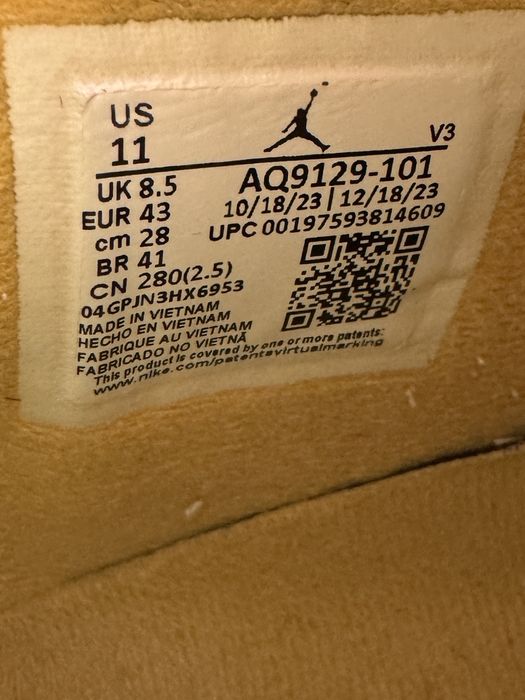 US
11
V3
UK 8.5
EUR 43
cm 28
BR 41
CN 280(2.5)
AQ9129-101
10/18/23 | 12/18/23
UPC 00197593814609
04GPJN3HX6953
MADE IN VIETNAM
HECHO EN VIETNAM
FABRIQUE AU VIETNAM
FABRICADO NO VIETNÃ
This product is covered by one or more patents:
www.nike.com/patentsvirtualmarking